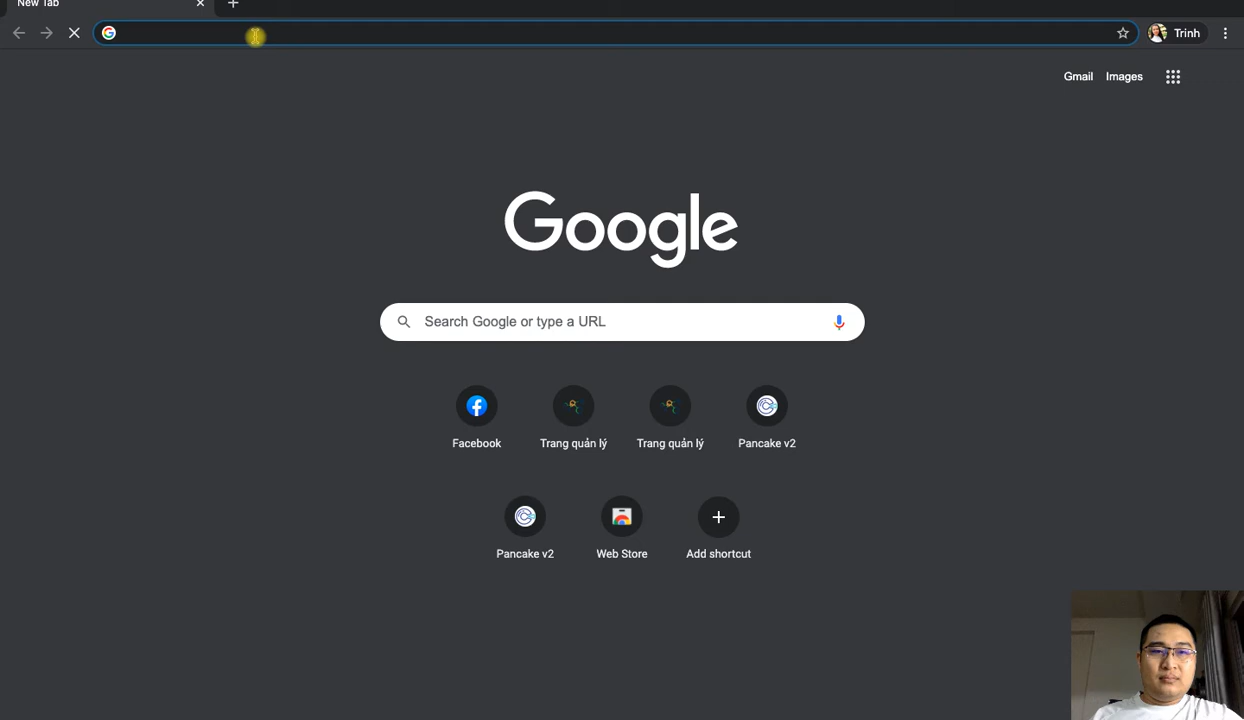 New Tab
Trinh
Gmail Images
Google
Search Google or type a URL
Facebook Trang quản lý Trang quản lý Pancake v2
Pancake v2 Web Store Add shortcut